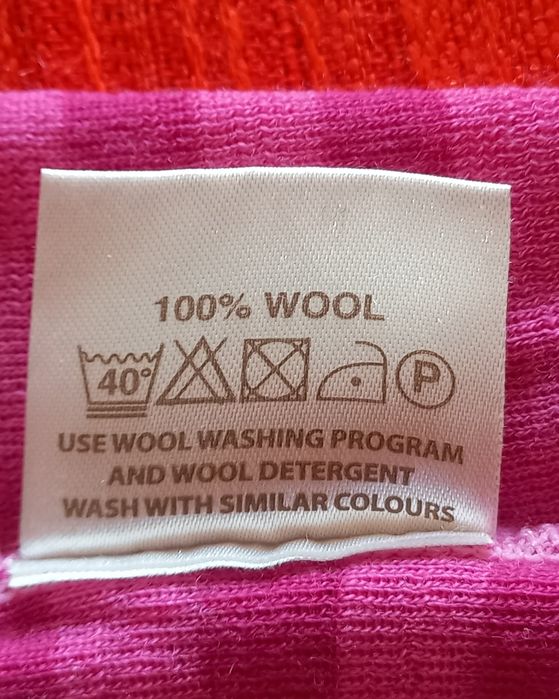 100% WOOL
40° P
USE WOOL WASHING PROGRAM
AND WOOL DETERGENT
WASH WITH SIMILAR COLOURS